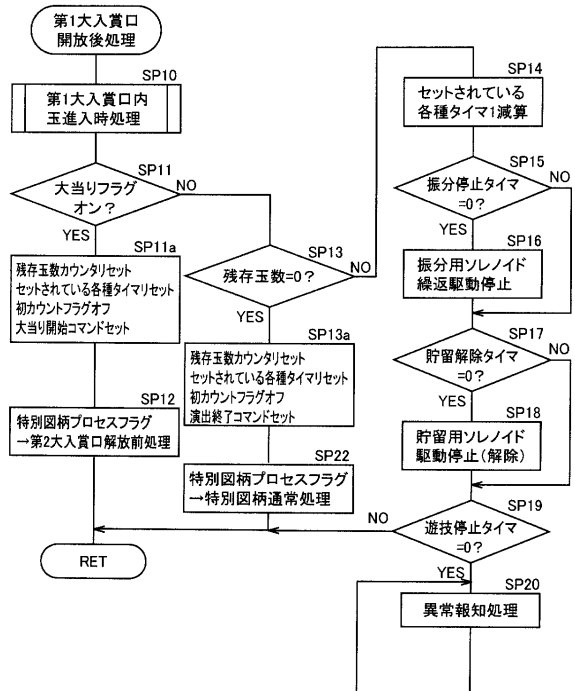 第1大入賞口
開放後処理
SP10
第1大入賞口内
玉進入時処理
SP11
大当りフラグ
オン？
NO
YES
SP11a
残存玉数カウンタリセット
セットされている各種タイマリセット
初カウントフラグオフ
大当り開始コマンドセット
SP12
特別図柄プロセスフラグ
→第2大入賞口解放前処理
RET
SP13
残存玉数=0？
NO
YES
SP13a
残存玉数カウンタリセット
セットされている各種タイマリセット
初カウントフラグオフ
演出終了コマンドセット
SP22
特別図柄プロセスフラグ
→特別図柄通常処理
SP14
セットされている
各種タイマ1減算
SP15
振分停止タイマ
=0？
NO
YES
SP16
振分用ソレノイド
繰返駆動停止
SP17
貯留解除タイマ
=0？
NO
YES
SP18
貯留用ソレノイド
駆動停止(解除)
SP19
遊技停止タイマ
=0？
NO
YES
SP20
異常報知処理